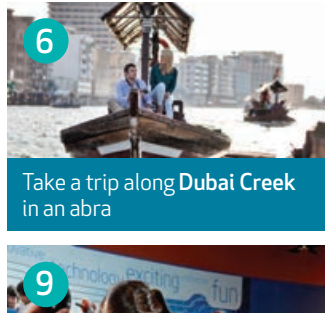 6
Take a trip along Dubai Creek
in an abra
9
technology exciting
fun